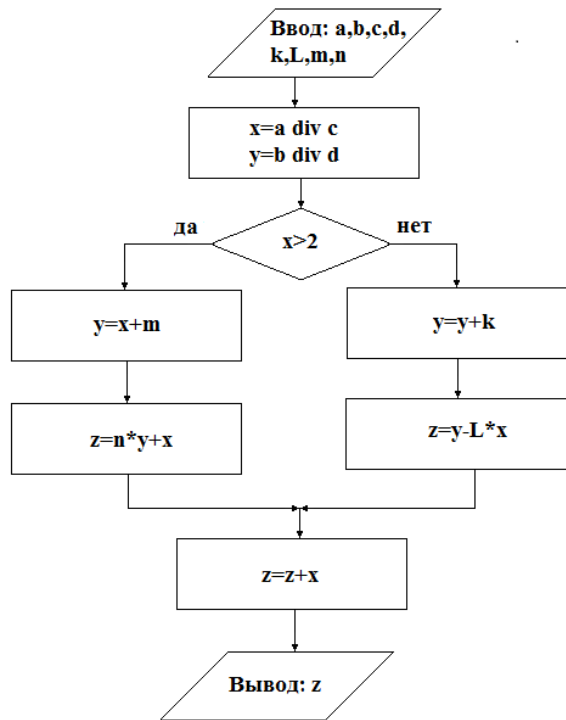 Ввод: a,b,c,d,
k,L,m,n
x=a div c
y=b div d
да
x>2
нет
y=x+m
y=y+k
z=n*y+x
z=y-L*x
z=z+x
Вывод: z